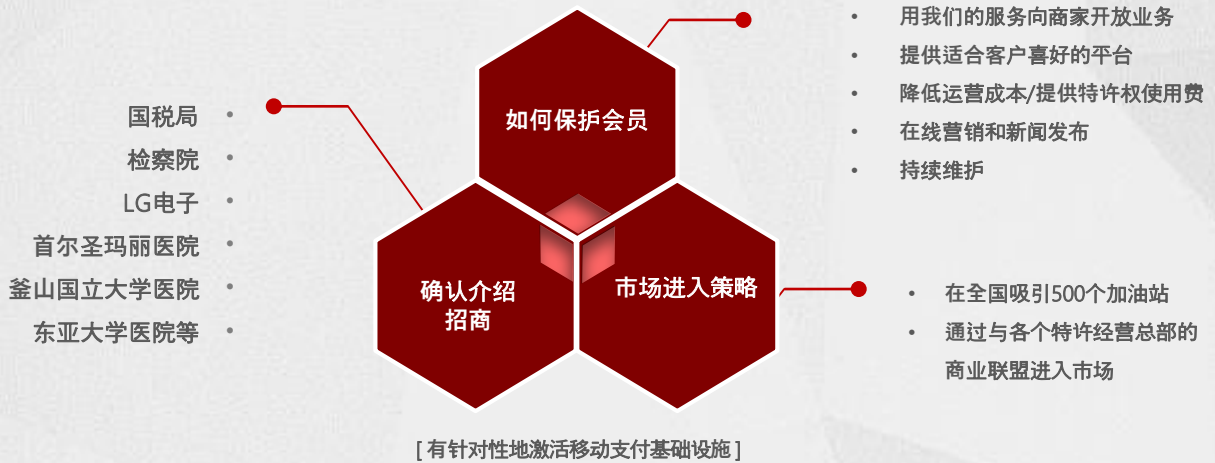 如何保护会员
• 用我们的服务向商家开放业务
• 提供适合客户喜好的平台
• 降低运营成本/提供特许权使用费
• 在线营销和新闻发布
• 持续维护
国税局 •
检察院 •
LG电子 •
首尔圣玛丽医院 •
釜山国立大学医院 •
东亚大学医院等 •
确认介绍
招商
市场进入策略
• 在全国吸引500个加油站
• 通过与各个特许经营总部的
商业联盟进入市场
[ 有针对性地激活移动支付基础设施 ]